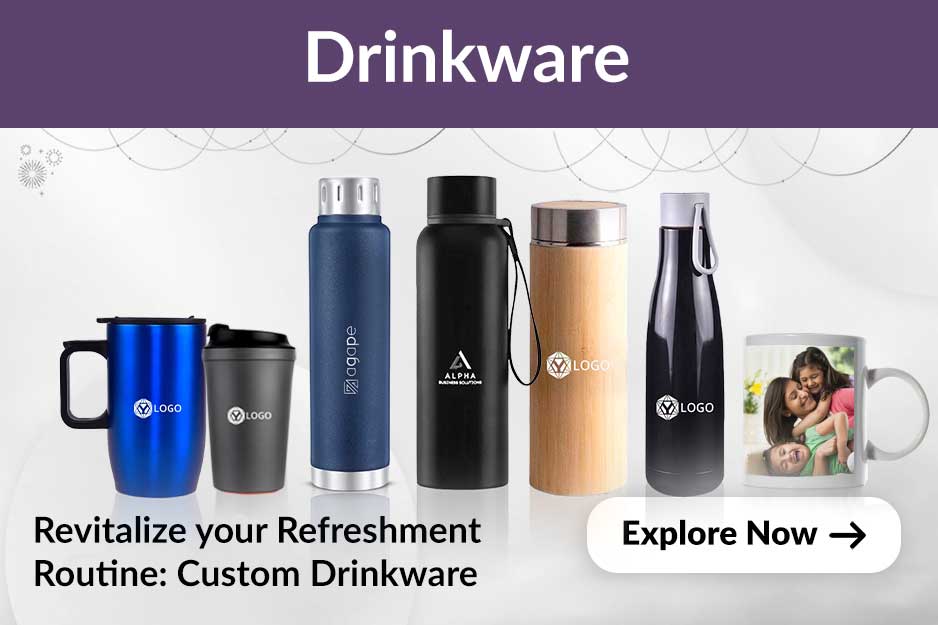 Drinkware
LOGO
LOGO
agape
ALPHA
BUSINESS SOLUTIONS
LOGO
LOGO
Revitalize your Refreshment
Routine: Custom Drinkware
Explore Now